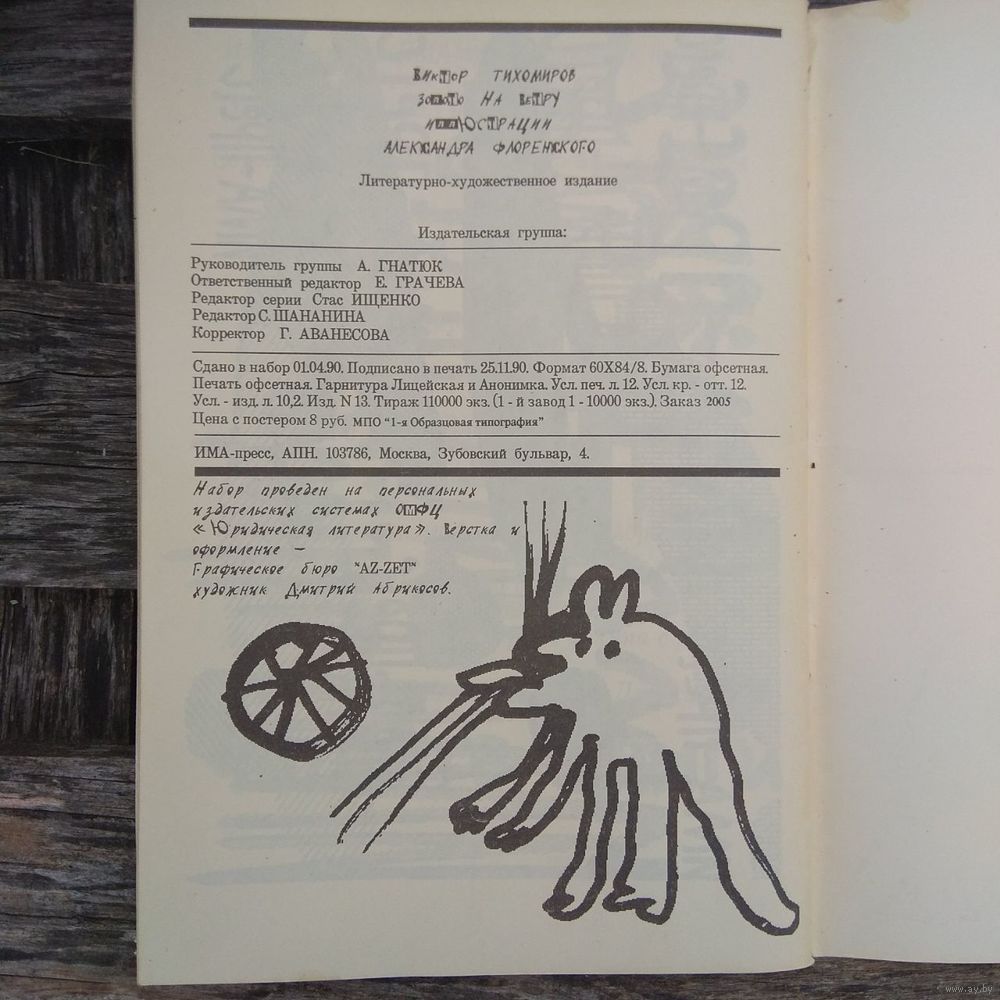 ВИКТОР ТИХОМИРОВ
ЗОЛОТО НА ВЕТРУ
ИЛЛЮСТРАЦИИ
АЛЕКСАНДРА ФЛОРЕНСКОГО
Литературно-художественное издание
Издательская группа:
Руководитель группы А. ГНАТЮК
Ответственный редактор Е. ГРАЧЕВА
Редактор серии Стас ИЩЕНКО
Редактор С. ШАНАНИНА
Корректор Г. АВАНЕСОВА
Сдано в набор 01.04.90. Подписано в печать 25.11.90. Формат 60X84/8. Бумага офсетная.
Печать офсетная. Гарнитура Лицейская и Анонимка. Усл. печ. л. 12. Усл. кр. - отт. 12.
Усл. - изд. л. 10,2. Изд. N 13. Тираж 110000 экз. (1 - й завод 1 - 10000 экз.). Заказ 2005
Цена с постером 8 руб. МПО "1-я Образцовая типография"
ИМА-пресс, АПН. 103786, Москва, Зубовский бульвар, 4.
Набор проведен на персональных
издательских системах ОМФЦ
«Юридическая литература». Верстка и
оформление —
Графическое бюро "AZ-ZET"
художник Дмитрий Абрикосов.
www.ay.by